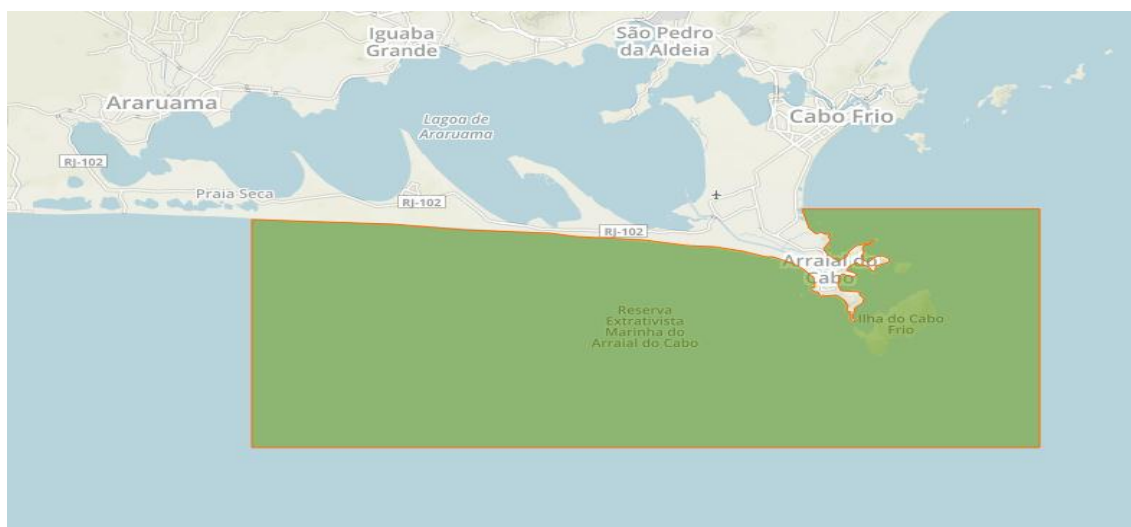 Iguaba
Grande
São Pedro
da Aldeia
Araruama
Cabo Frio
Lagoa de
Araruama
RJ-102
Praia Seca
RJ-102
RJ-102
Arraial do
Cabo
Reserva
Extrativista
Marinha do
Arraial do Cabo
Ilha do Cabo
Frio